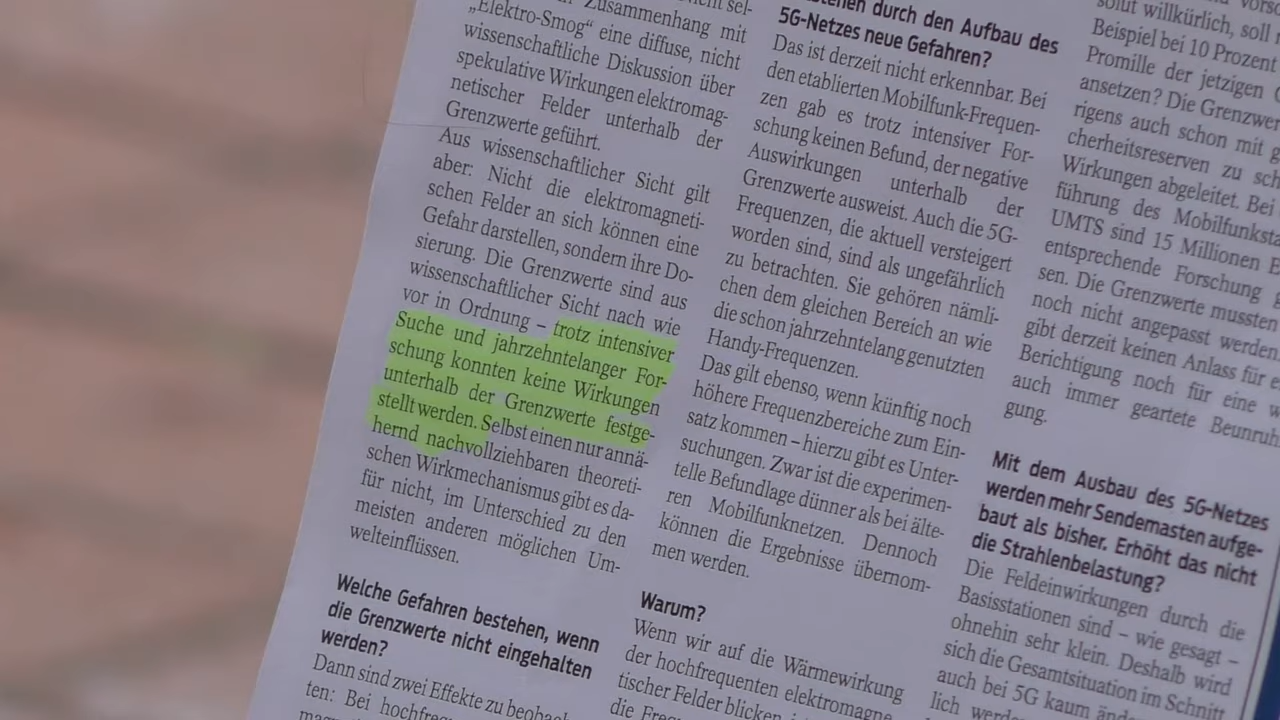 Zusammenhang mit
„Elektro-Smog“ eine diffuse, nicht
wissenschaftliche Diskussion über
spekulative Wirkungen elektromag-
netischer Felder unterhalb der
Grenzwerte geführt.
Aus wissenschaftlicher Sicht gilt
aber: Nicht die elektromagneti-
schen Felder an sich können eine
Gefahr darstellen, sondern ihre Do-
sierung. Die Grenzwerte sind aus
wissenschaftlicher Sicht nach wie
vor in Ordnung – trotz intensiver
Suche und jahrzehntelanger For-
schung konnten keine Wirkungen
unterhalb der Grenzwerte festge-
stellt werden. Selbst einen nur annä-
hernd nachvollziehbaren theoreti-
schen Wirkmechanismus gibt es da-
für nicht, im Unterschied zu den
meisten anderen möglichen Um-
welteinflüssen.
Welche Gefahren bestehen, wenn
die Grenzwerte nicht eingehalten
werden?
Dann sind zwei Effekte zu
ten: Bei
durch den Aufbau des
5G-Netzes neue Gefahren?
Das ist derzeit nicht erkennbar. Bei
den etablierten Mobilfunk-Frequen-
zen gab es trotz intensiver For-
schung keinen Befund, der negative
Auswirkungen unterhalb der
Grenzwerte ausweist. Auch die 5G-
Frequenzen, die aktuell versteigert
worden sind, sind als ungefährlich
zu betrachten. Sie gehören nämli-
chen dem gleichen Bereich an wie
die schon jahrzehntelang genutzten
Handy-Frequenzen.
Das gilt ebenso, wenn künftig noch
höhere Frequenzbereiche zum Ein-
satz kommen – hierzu gibt es Unter-
suchungen. Zwar ist die experimen-
telle Befundlage dünner als bei älte-
ren Mobilfunknetzen. Dennoch
können die Ergebnisse übernom-
men werden.
Warum?
Wenn wir auf die Wärmewirkung
der hochfrequenten elektromagne-
tischer Felder blicken
die
solut willkürlich, soll
Beispiel bei 10 Prozent
Promille der jetzigen
ansetzen? Die
rigens auch schon mit
cherheitsreserven zu
Wirkungen abgeleitet. Bei
führung des
UMTS sind 15 Millionen
entsprechende Forschung
sen. Die Grenzwerte mussten
noch nicht angepasst werden.
gibt derzeit keinen Anlass für
Berichtigung noch für eine
auch immer geartete
gung.
Mit dem Ausbau des 5G-Netzes
werden mehr Sendemasten aufge-
baut als bisher. Erhöht das nicht
die Strahlenbelastung?
Die Feldeinwirkungen durch die
Basisstationen sind – wie gesagt –
ohnehin sehr klein. Deshalb wird
sich die Gesamtsituation im Schnitt
auch bei 5G kaum
lich